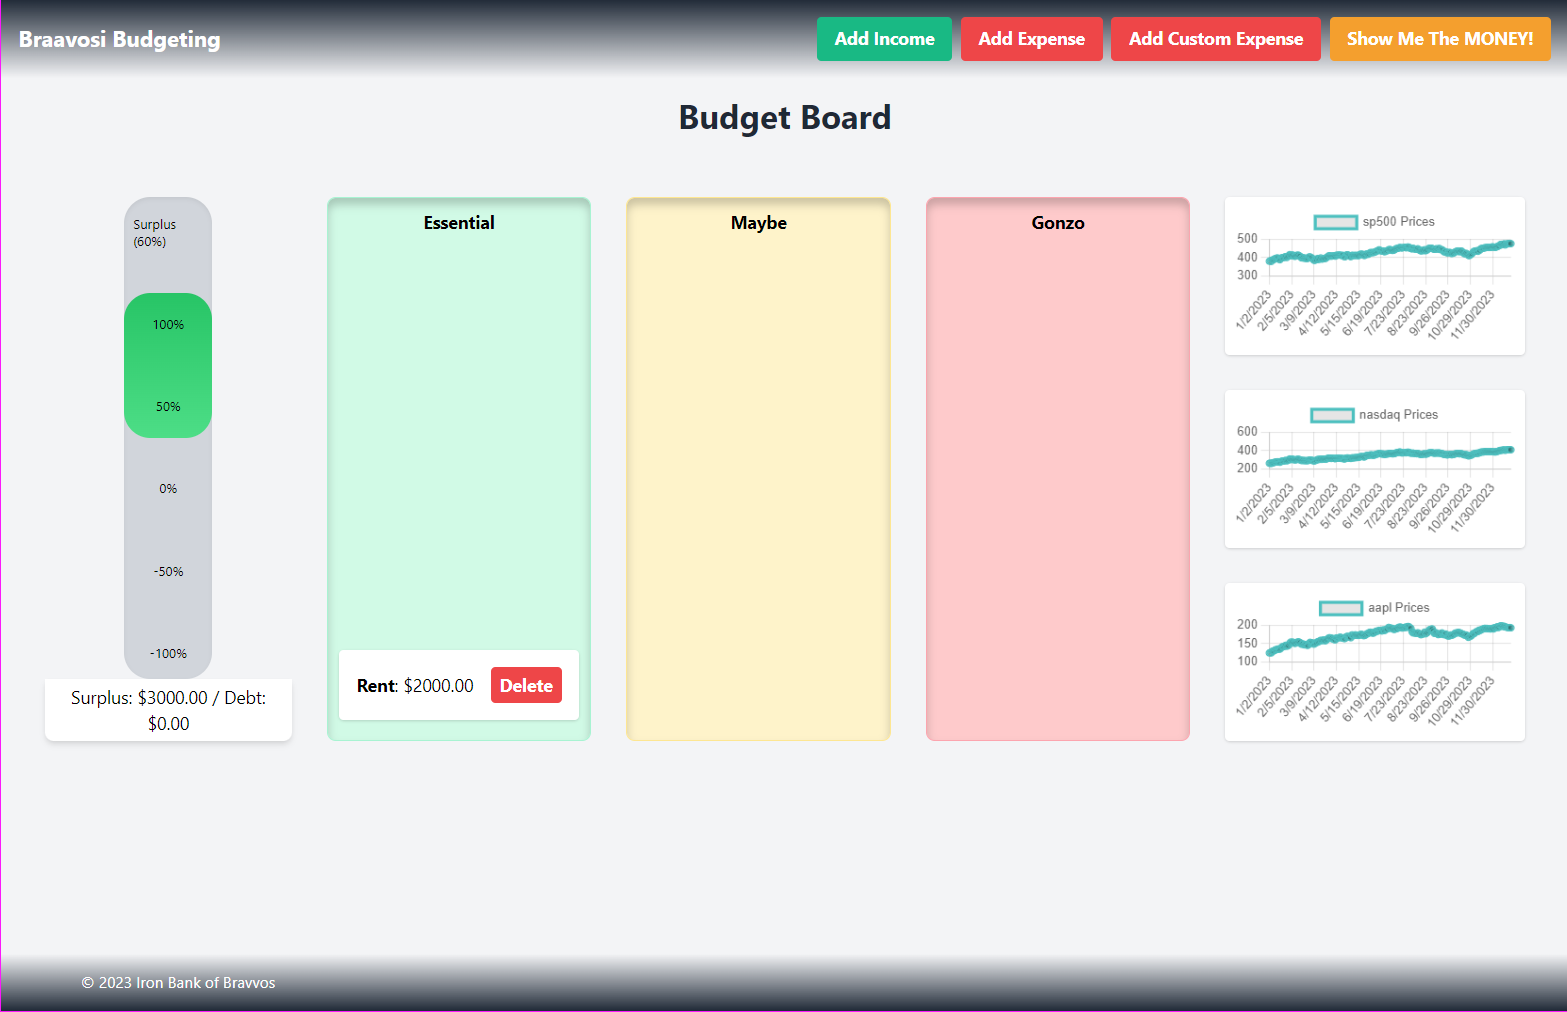 Braavosi Budgeting
Add Income
Add Expense
Add Custom Expense
Show Me The MONEY!
Budget Board
Surplus
(60%)
100%
50%
0%
-50%
-100%
Surplus: $3000.00 / Debt:
$0.00
Essential
Rent: $2000.00
Delete
Maybe
Gonzo
sp500 Prices
500
400
300
1/2/2023
2/5/2023
3/9/2023
4/12/2023
5/15/2023
6/19/2023
7/23/2023
8/23/2023
9/26/2023
10/29/2023
11/30/2023
nasdaq Prices
600
400
200
1/2/2023
2/5/2023
3/9/2023
4/12/2023
5/15/2023
6/19/2023
7/23/2023
8/23/2023
9/26/2023
10/29/2023
11/30/2023
aapl Prices
200
150
100
1/2/2023
2/5/2023
3/9/2023
4/12/2023
5/15/2023
6/19/2023
7/23/2023
8/23/2023
9/26/2023
10/29/2023
11/30/2023
© 2023 Iron Bank of Bravvos